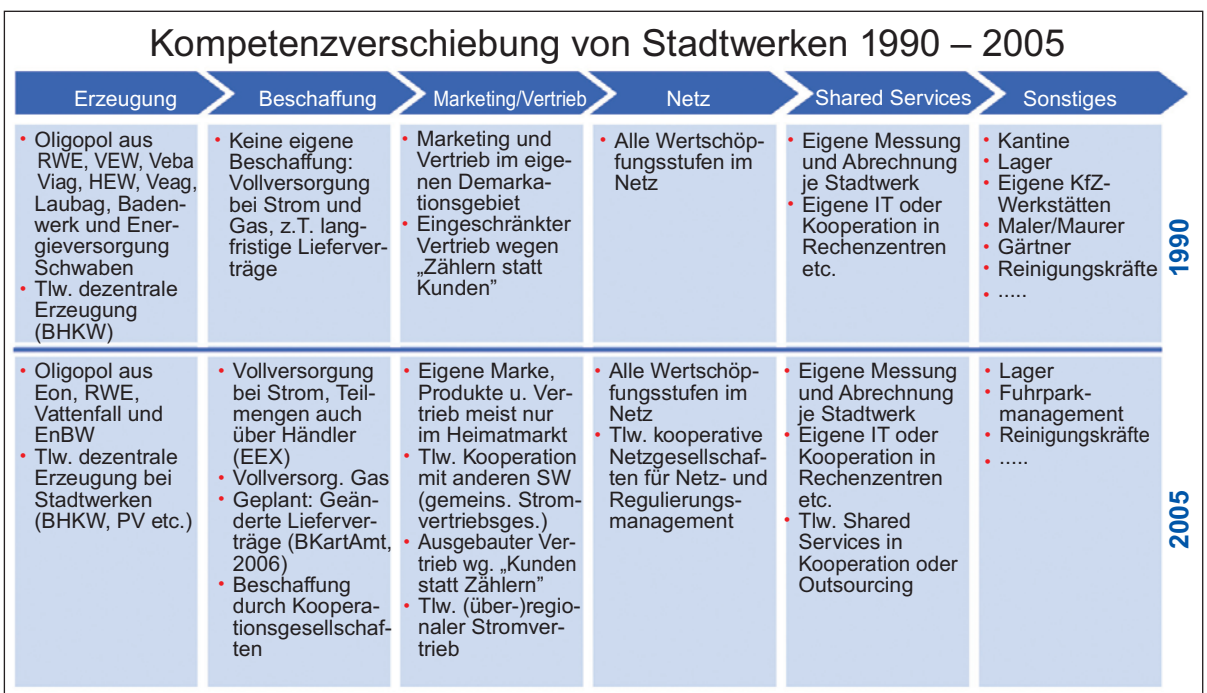 Kompetenzverschiebung von Stadtwerken 1990 – 2005
Erzeugung
Beschaffung
Marketing/Vertrieb
Netz
Shared Services
Sonstiges
• Oligopol aus
RWE, VEW, Veba
Viag, HEW, Veag,
Laubag, Baden-
werk und Ener-
gieversorgung
Schwaben
• Tlw. dezentrale
Erzeugung
(BHKW)
• Keine eigene
Beschaffung:
Vollversorgung
bei Strom und
Gas, z.T. lang-
fristige Lieferver-
träge
• Marketing und
Vertrieb im eige-
nen Demarka-
tionsgebiet
• Eingeschränkter
Vertrieb wegen
„Zählern statt
Kunden”
• Alle Wertschöp-
fungsstufen im
Netz
• Eigene Messung
und Abrechnung
je Stadtwerk
• Eigene IT oder
Kooperation in
Rechenzentren
etc.
• Kantine
• Lager
• Eigene KfZ-
Werkstätten
• Maler/Maurer
• Gärtner
• Reinigungskräfte
• .....
1990
• Oligopol aus
Eon, RWE,
Vattenfall und
EnBW
• Tlw. dezentrale
Erzeugung bei
Stadtwerken
(BHKW, PV etc.)
• Vollversorgung
bei Strom, Teil-
mengen auch
über Händler
(EEX)
• Vollversorg. Gas
• Geplant: Geän-
derte Lieferver-
träge (BKartAmt,
2006)
• Beschaffung
durch Koopera-
tionsgesellschaf-
ten
• Eigene Marke,
Produkte u. Ver-
trieb meist nur
im Heimatmarkt
• Tlw. Kooperation
mit anderen SW
(gemeins. Strom-
vertriebsges.)
• Ausgebauter Ver-
trieb wg. „Kunden
statt Zählern”
• Tlw. (über-)regio-
naler Stromver-
trieb
• Alle Wertschöp-
fungsstufen im
Netz
• Tlw. kooperative
Netzgesellschaf-
ten für Netz- und
Regulierungs-
management
• Eigene Messung
und Abrechnung
je Stadtwerk
• Eigene IT oder
Kooperation in
Rechenzentren
etc.
• Tlw. Shared
Services in
Kooperation oder
Outsourcing
• Lager
• Fuhrpark-
management
• Reinigungskräfte
• .....
2005